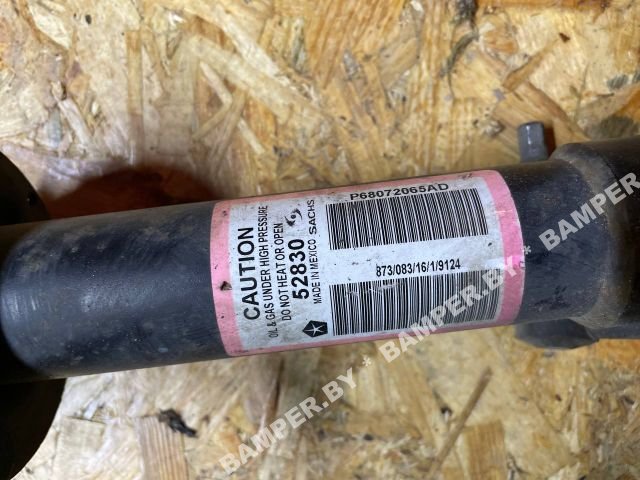 CAUTION
OIL & GAS UNDER HIGH PRESSURE
DO NOT HEAT OR OPEN
52830
MADE IN MEXICO SACHS
P68072065AD
873/083/16/1/9124
BAMPER.BY * BAMPER.BY * BAMPER.BY